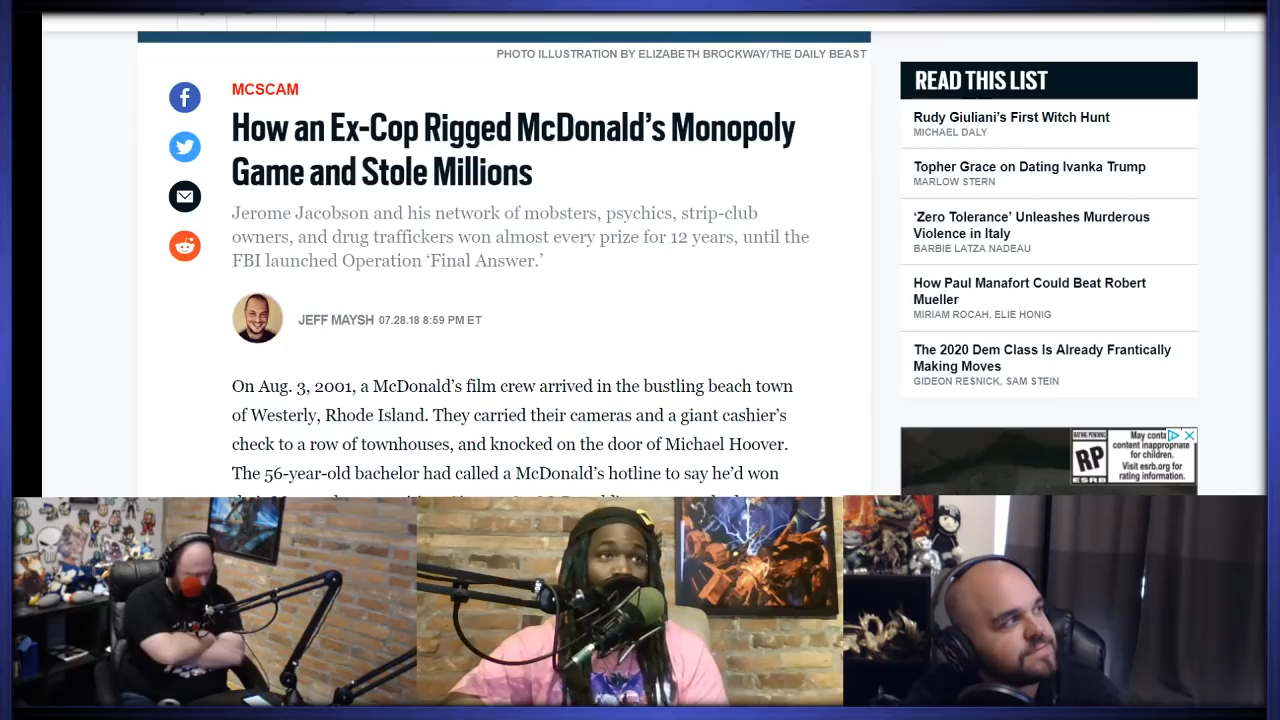 PHOTO ILLUSTRATION BY ELIZABETH BROCKWAY/THE DAILY BEAST
MCSCAM
How an Ex-Cop Rigged McDonald's Monopoly
Game and Stole Millions
Jerome Jacobson and his network of mobsters, psychics, strip-club
owners, and drug traffickers won almost every prize for 12 years, until the
FBI launched Operation 'Final Answer.'
JEFF MAYSH 07.28.18 8:59 PM ET
On Aug. 3, 2001, a McDonald's film crew arrived in the bustling beach town
of Westerly, Rhode Island. They carried their cameras and a giant cashier's
check to a row of townhouses, and knocked on the door of Michael Hoover.
The 56-year-old bachelor had called a McDonald's hotline to say he'd won
READ THIS LIST
Rudy Giuliani's First Witch Hunt
MICHAEL DALY
Topher Grace on Dating Ivanka Trump
MARLOW STERN
'Zero Tolerance' Unleashes Murderous
Violence in Italy
BARBIE LATZA NADEAU
How Paul Manafort Could Beat Robert
Mueller
MIRIAM ROCAH, ELIE HONIG
The 2020 Dem Class Is Already Frantically
Making Moves
GIDEON RESNICK, SAM STEIN
RATING PENDING
RP
ESRB
May conta
content inappropriate
for children.
Visit esrb.org for
rating information.